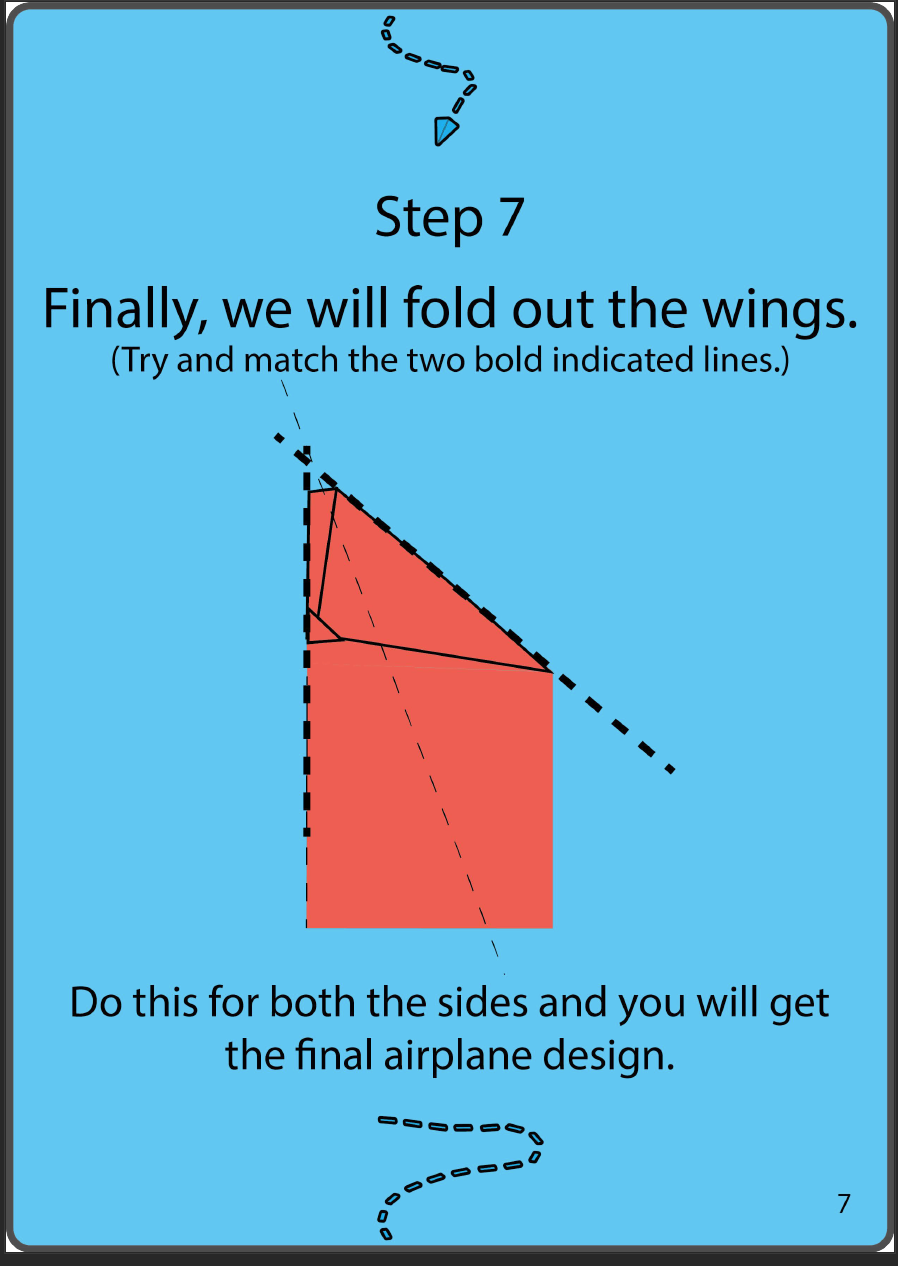 Step 7
Finally, we will fold out the wings.
(Try and match the two bold indicated lines.)
Do this for both the sides and you will get
the final airplane design.
7